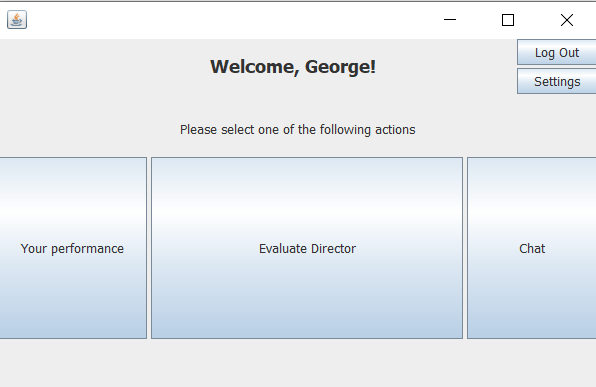 Log Out
Welcome, George!
Settings
Please select one of the following actions
Your performance
Evaluate Director
Chat